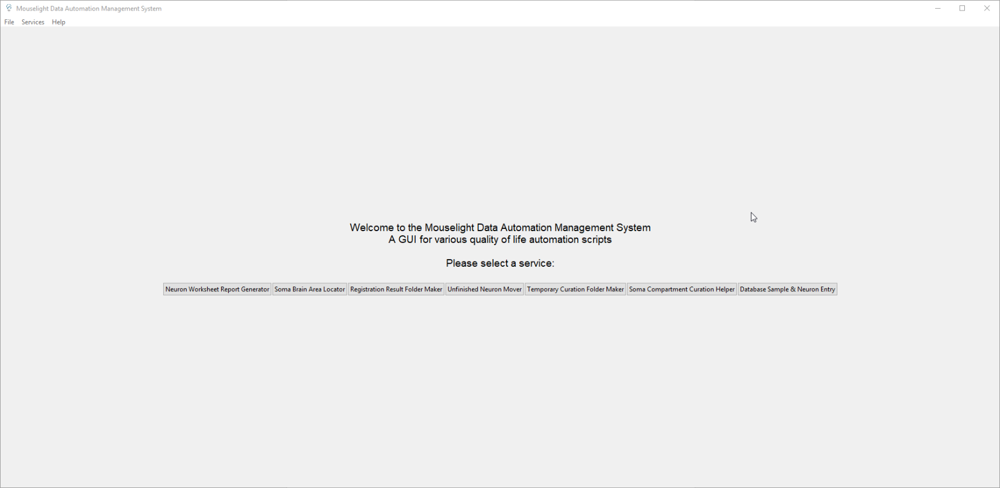 Mouselight Data Automation Management System
File Services Help
Welcome to the Mouselight Data Automation Management System
A GUI for various quality of life automation scripts
Please select a service:
Neuron Worksheet Report Generator Soma Brain Area Locator Registration Result Folder Maker Unfinished Neuron Mover Temporary Curation Folder Maker Soma Compartment Curation Helper Database Sample & Neuron Entry